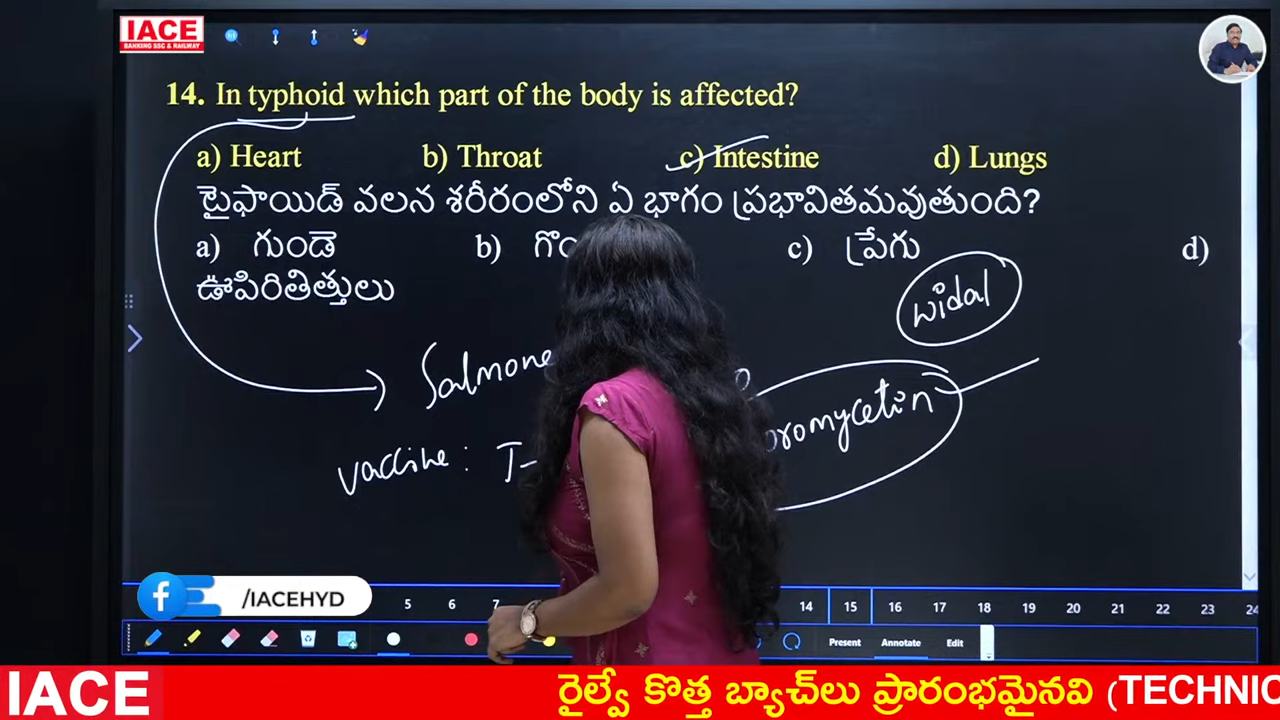 IACE
BANKING SSC & RAILWAY
14. In typhoid which part of the body is affected?
a) Heart b) Throat c) Intestine d) Lungs
టైఫాయిడ్ వలన శరీరంలోని ఏ భాగం ప్రభావితమవుతుంది?
a) గుండె b) c) ప్రేగు d)
ఊపిరితిత్తులు
widal
vaccine :
/IACEHYD
5 6 7 14 15 16 17 18 19 20 21 22 23 24
Present Annotate Edit
IACE రైల్వే కొత్త బ్యాచ్‌లు ప్రారంభమైనవి (TECHNIC